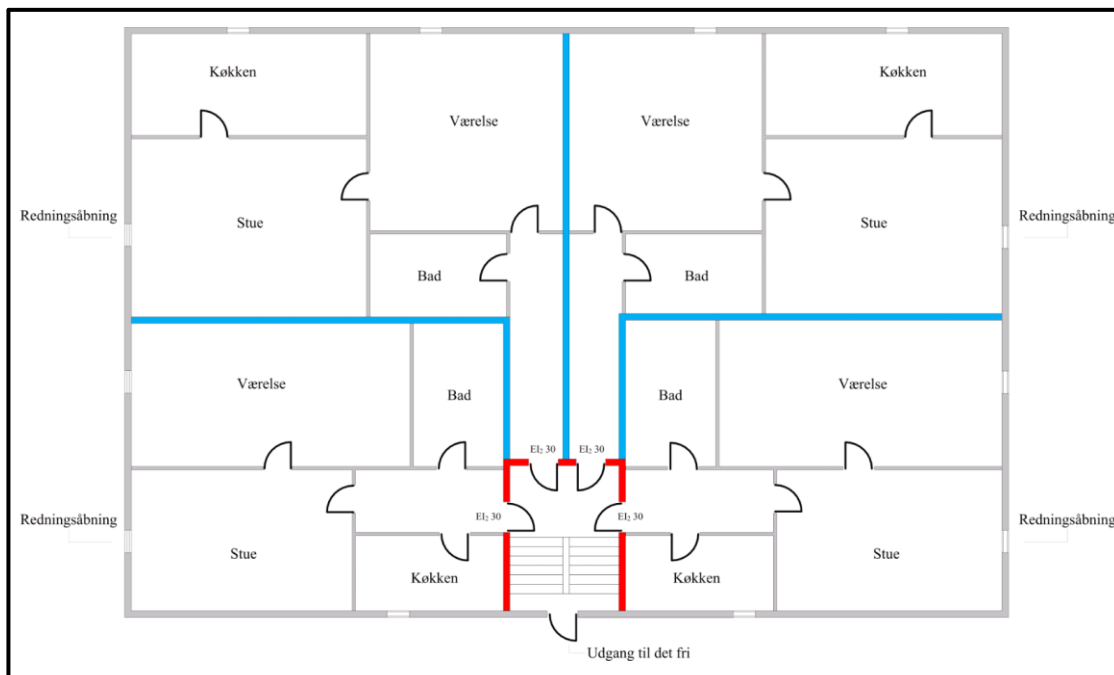 Køkken
Køkken
Værelse
Værelse
Redningsåbning
Stue
Stue
Redningsåbning
Bad
Bad
Værelse
Bad
Bad
Værelse
EI₂ 30
EI₂ 30
Redningsåbning
EI₂ 30
EI₂ 30
Redningsåbning
Stue
Stue
Køkken
Køkken
Udgang til det fri